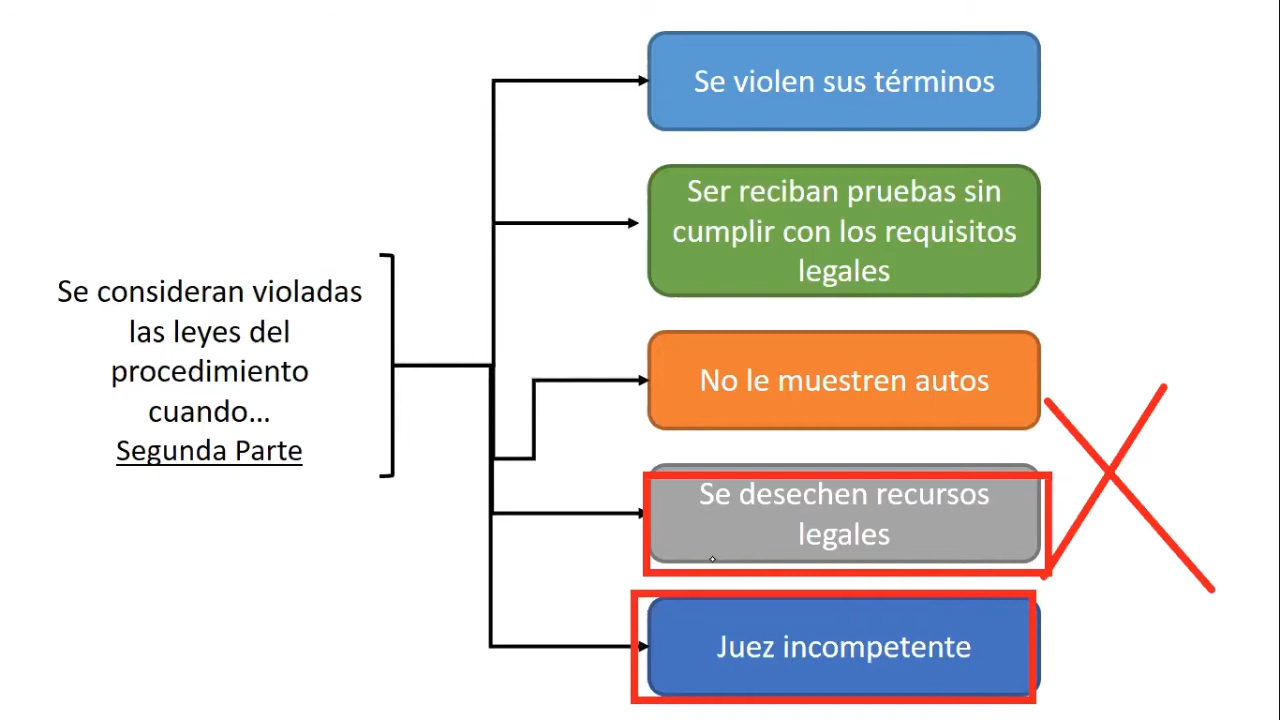 Se consideran violadas
las leyes del
procedimiento
cuando...
Segunda Parte
Se violen sus términos
Ser reciban pruebas sin
cumplir con los requisitos
legales
No le muestren autos
Se desechen recursos
legales
Juez incompetente